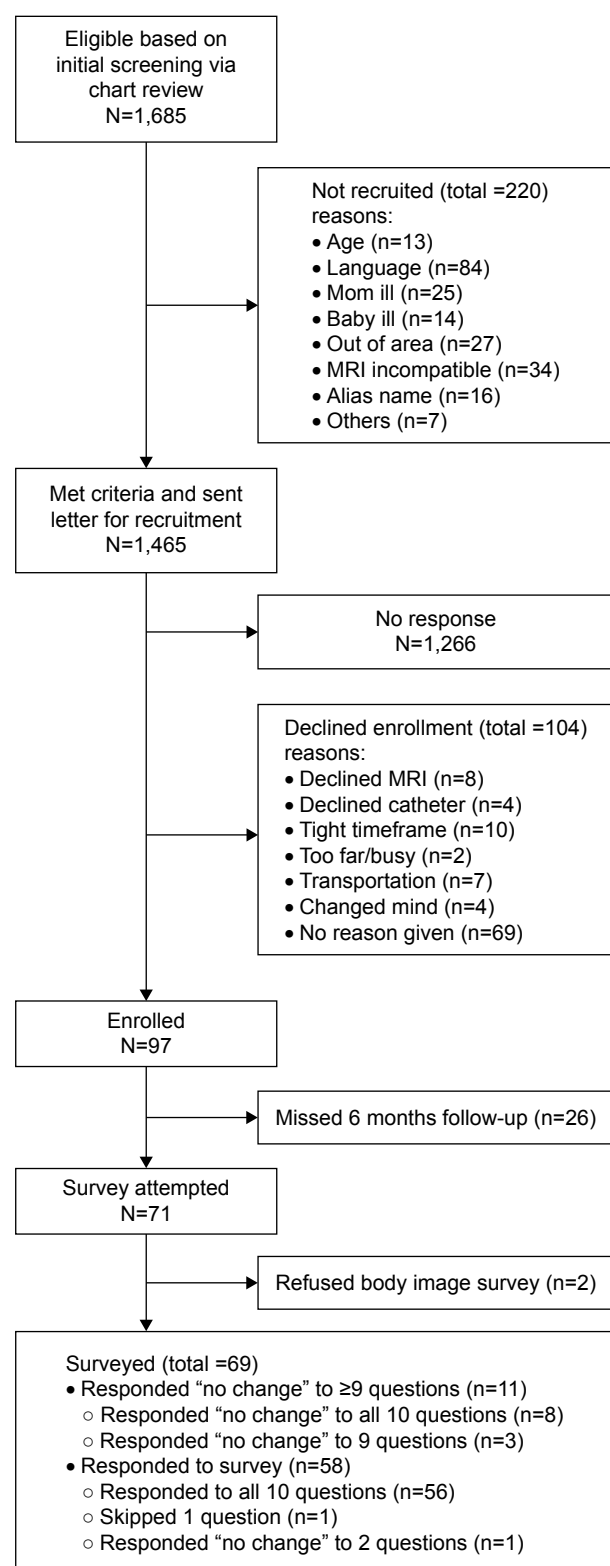 Eligible based on
initial screening via
chart review
N=1,685
Not recruited (total =220)
reasons:
• Age (n=13)
• Language (n=84)
• Mom ill (n=25)
• Baby ill (n=14)
• Out of area (n=27)
• MRI incompatible (n=34)
• Alias name (n=16)
• Others (n=7)
Met criteria and sent
letter for recruitment
N=1,465
No response
N=1,266
Declined enrollment (total =104)
reasons:
• Declined MRI (n=8)
• Declined catheter (n=4)
• Tight timeframe (n=10)
• Too far/busy (n=2)
• Transportation (n=7)
• Changed mind (n=4)
• No reason given (n=69)
Enrolled
N=97
Missed 6 months follow-up (n=26)
Survey attempted
N=71
Refused body image survey (n=2)
Surveyed (total =69)
• Responded “no change” to ≥9 questions (n=11)
○ Responded “no change” to all 10 questions (n=8)
○ Responded “no change” to 9 questions (n=3)
• Responded to survey (n=58)
○ Responded to all 10 questions (n=56)
○ Skipped 1 question (n=1)
○ Responded “no change” to 2 questions (n=1)